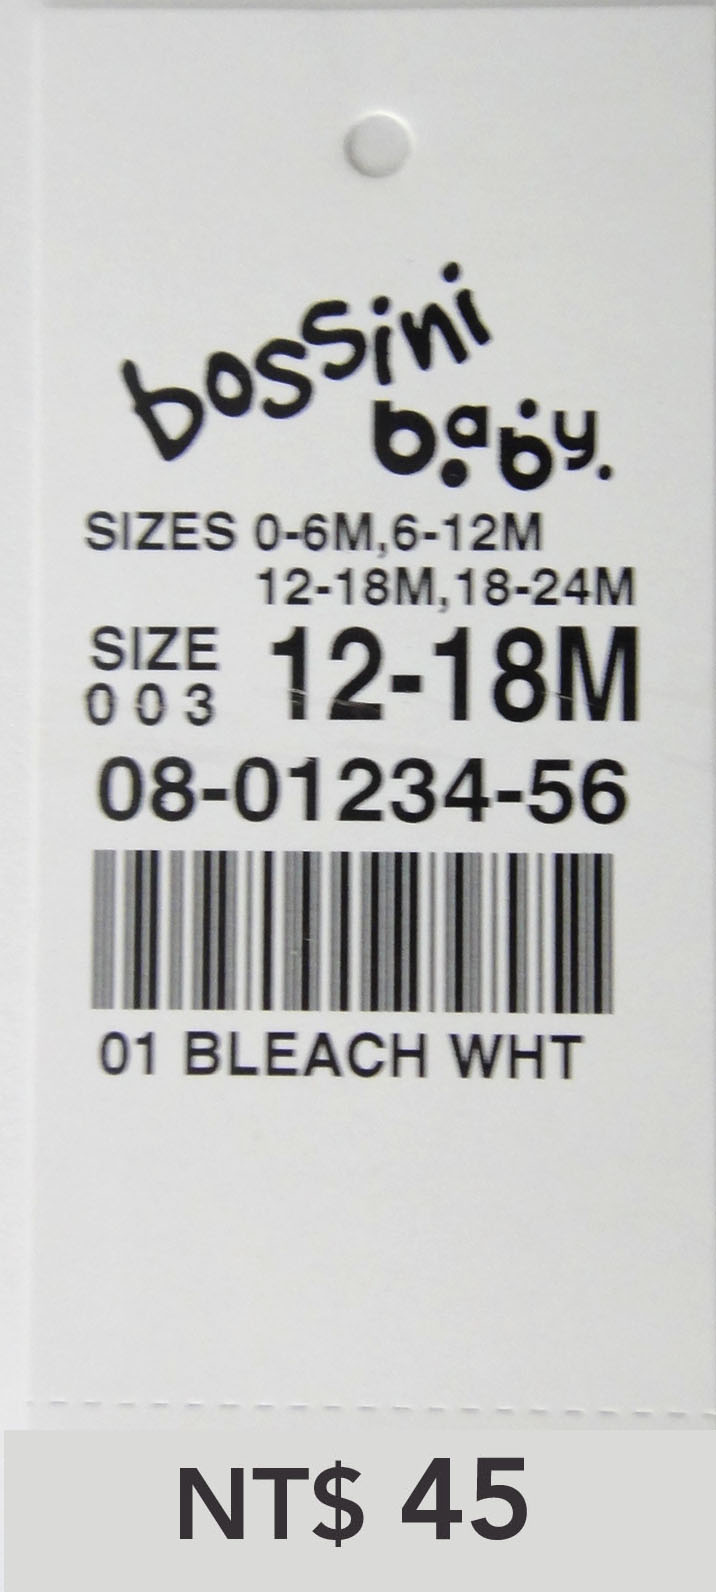 bossini
baby.
SIZES 0-6M,6-12M
12-18M,18-24M
SIZE 12-18M
003
08-01234-56
01 BLEACH WHT
NT$ 45